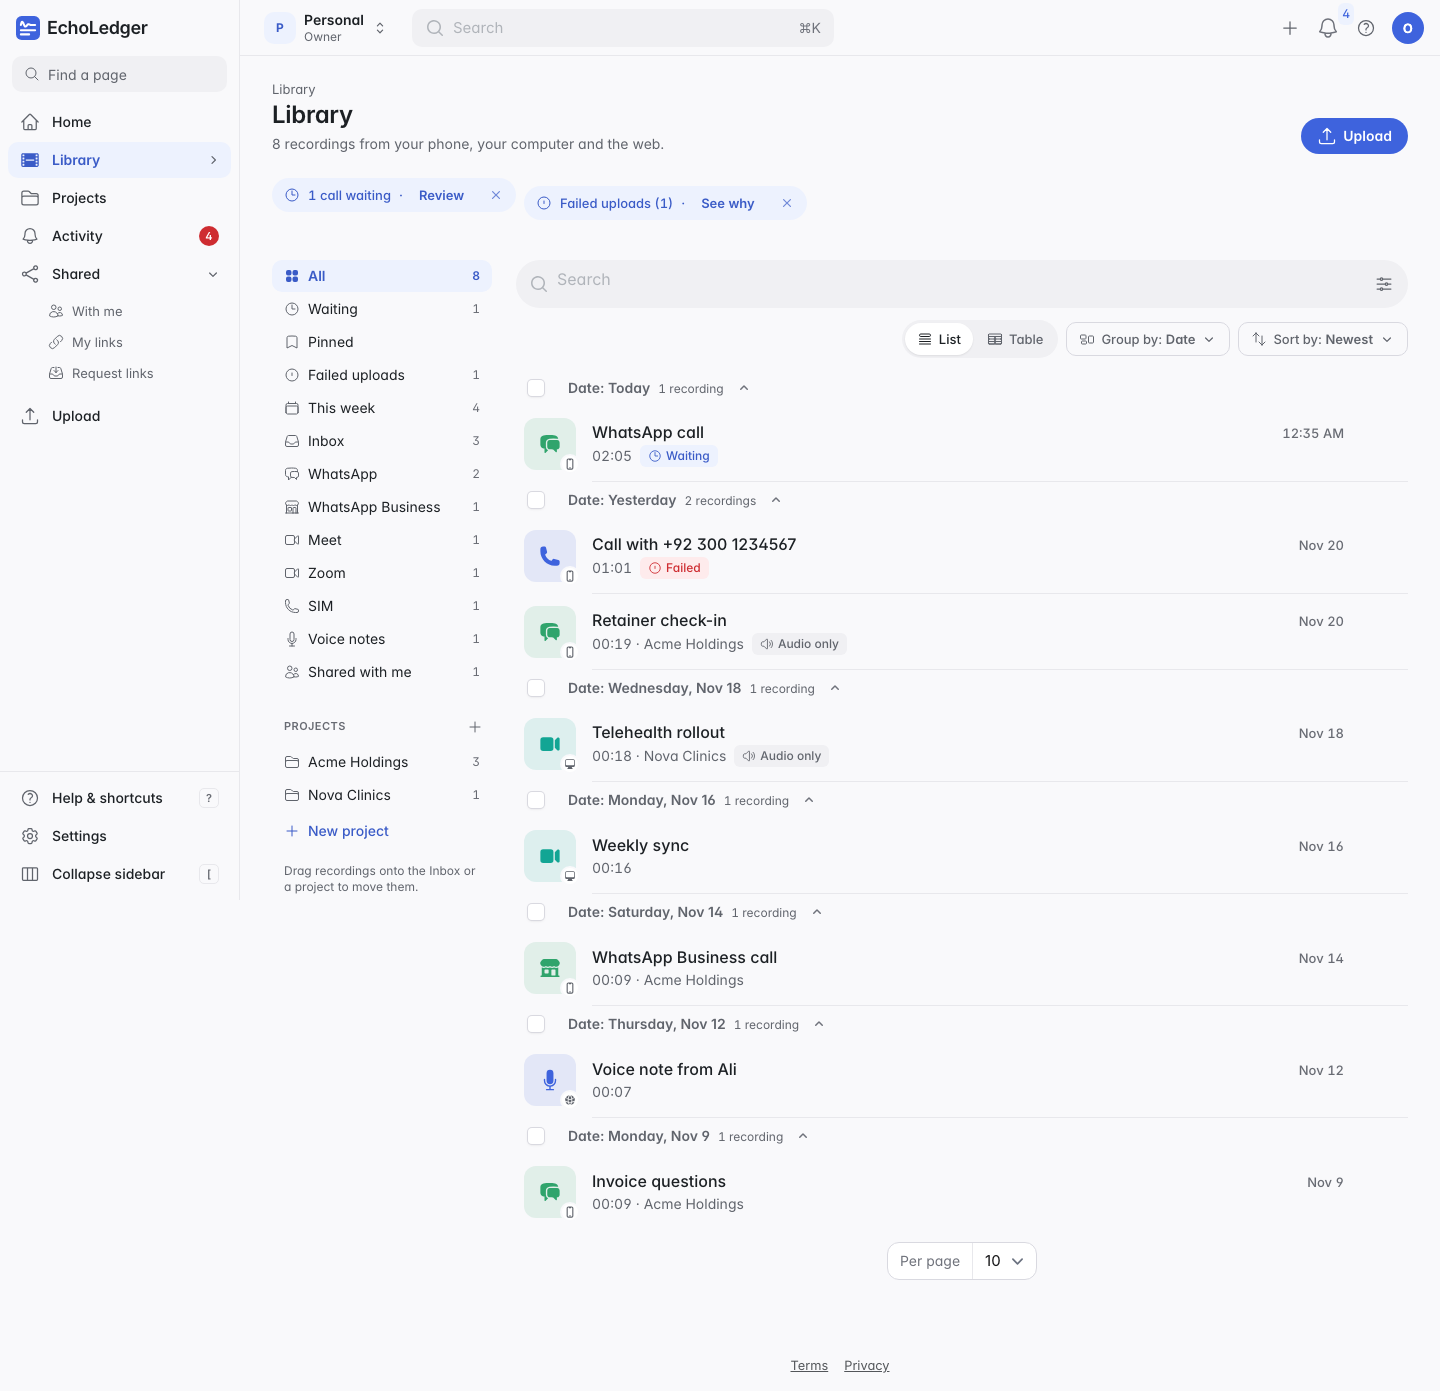 EchoLedger
Find a page
Home
Library
Projects
Activity 4
Shared
With me
My links
Request links
Upload
Help & shortcuts ?
Settings
Collapse sidebar [
P Personal
Owner
Search ⌘K
4
O
Library
Library
8 recordings from your phone, your computer and the web.
Upload
1 call waiting · Review
Failed uploads (1) · See why
All 8
Waiting 1
Pinned
Failed uploads 1
This week 4
Inbox 3
WhatsApp 2
WhatsApp Business 1
Meet 1
Zoom 1
SIM 1
Voice notes 1
Shared with me 1
PROJECTS
Acme Holdings 3
Nova Clinics 1
New project
Drag recordings onto the Inbox or
a project to move them.
Search
List Table Group by: Date Sort by: Newest
Date: Today 1 recording
WhatsApp call 12:35 AM
02:05 Waiting
Date: Yesterday 2 recordings
Call with +92 300 1234567 Nov 20
01:01 Failed
Retainer check-in Nov 20
00:19 · Acme Holdings Audio only
Date: Wednesday, Nov 18 1 recording
Telehealth rollout Nov 18
00:18 · Nova Clinics Audio only
Date: Monday, Nov 16 1 recording
Weekly sync Nov 16
00:16
Date: Saturday, Nov 14 1 recording
WhatsApp Business call Nov 14
00:09 · Acme Holdings
Date: Thursday, Nov 12 1 recording
Voice note from Ali Nov 12
00:07
Date: Monday, Nov 9 1 recording
Invoice questions Nov 9
00:09 · Acme Holdings
Per page 10
Terms Privacy